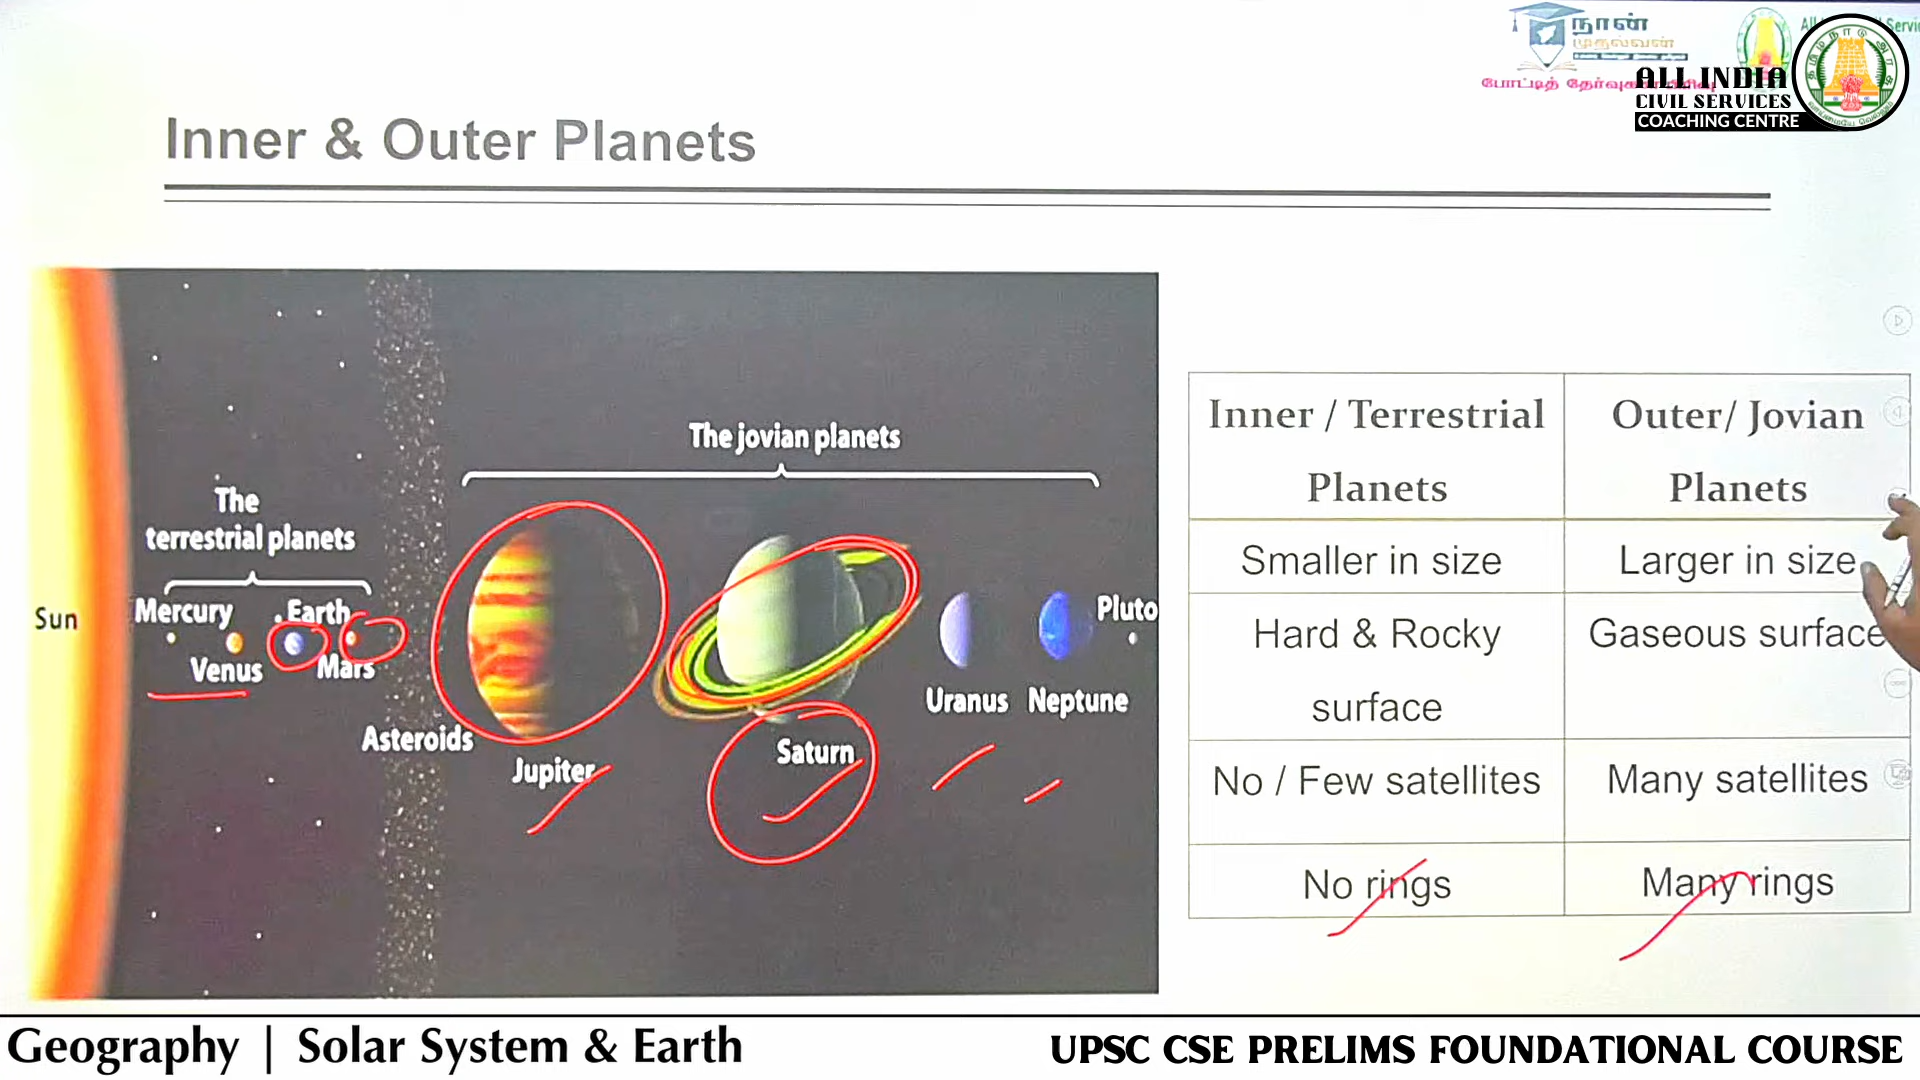 நான்
முதல்வன்
ALL INDIA
CIVIL SERVICES
COACHING CENTRE
Inner & Outer Planets
The jovian planets
The
terrestrial planets
Sun
Mercury
Earth
Venus
Mars
Asteroids
Jupiter
Saturn
Uranus
Neptune
Pluto
Inner / Terrestrial
Planets
Outer/ Jovian
Planets
Smaller in size
Larger in size
Hard & Rocky
surface
Gaseous surface
No / Few satellites
Many satellites
No rings
Many rings
Geography | Solar System & Earth
UPSC CSE PRELIMS FOUNDATIONAL COURSE